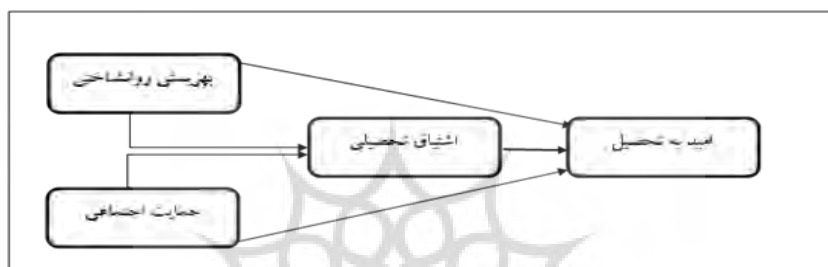 بهزیستی روانشناختی
اشتیاق تحصیلی
امید به تحصیل
حمایت اجتماعی